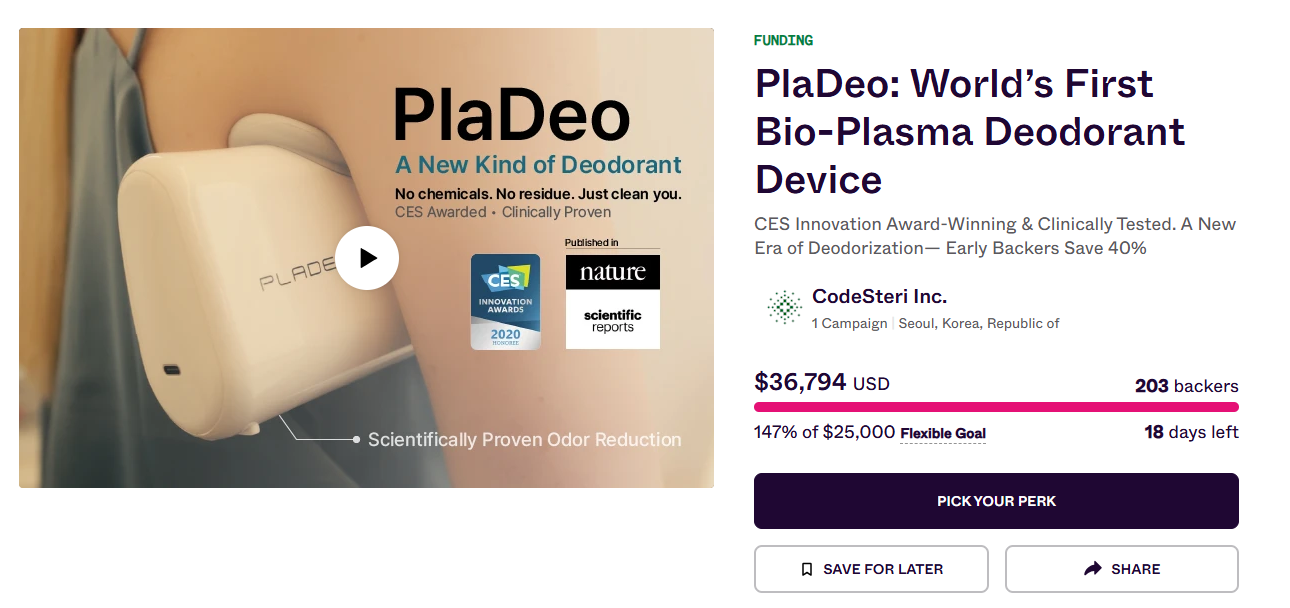 PlaDeo
A New Kind of Deodorant
No chemicals. No residue. Just clean you.
CES Awarded • Clinically Proven
Published in
CES
INNOVATION
AWARDS
2020
HONOREE
nature
scientific
reports
PLADE
Scientifically Proven Odor Reduction
FUNDING
PlaDeo: World’s First
Bio-Plasma Deodorant
Device
CES Innovation Award-Winning & Clinically Tested. A New
Era of Deodorization— Early Backers Save 40%
CodeSteri Inc.
1 Campaign | Seoul, Korea, Republic of
$36,794 USD
203 backers
147% of $25,000 Flexible Goal
18 days left
PICK YOUR PERK
SAVE FOR LATER
SHARE